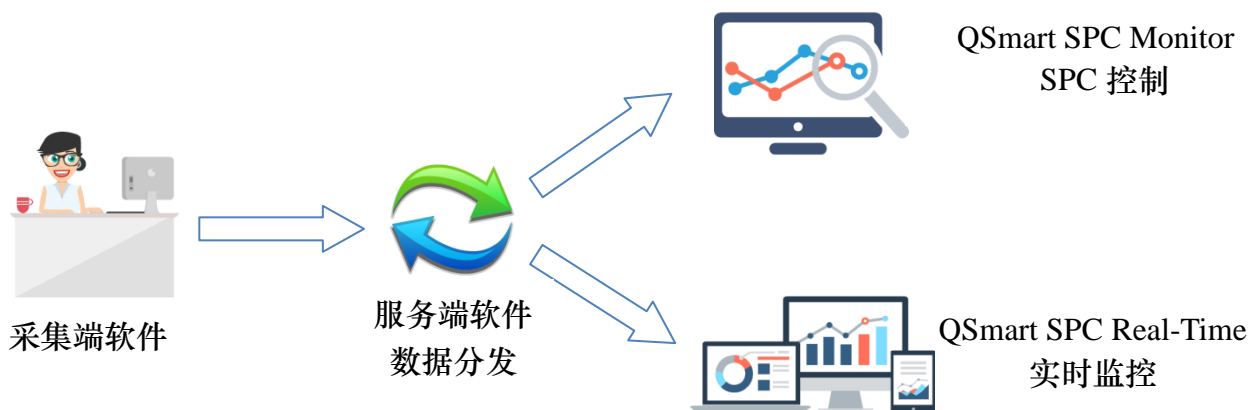 QSmart SPC Monitor
SPC 控制
采集端软件
服务端软件
数据分发
QSmart SPC Real-Time
实时监控